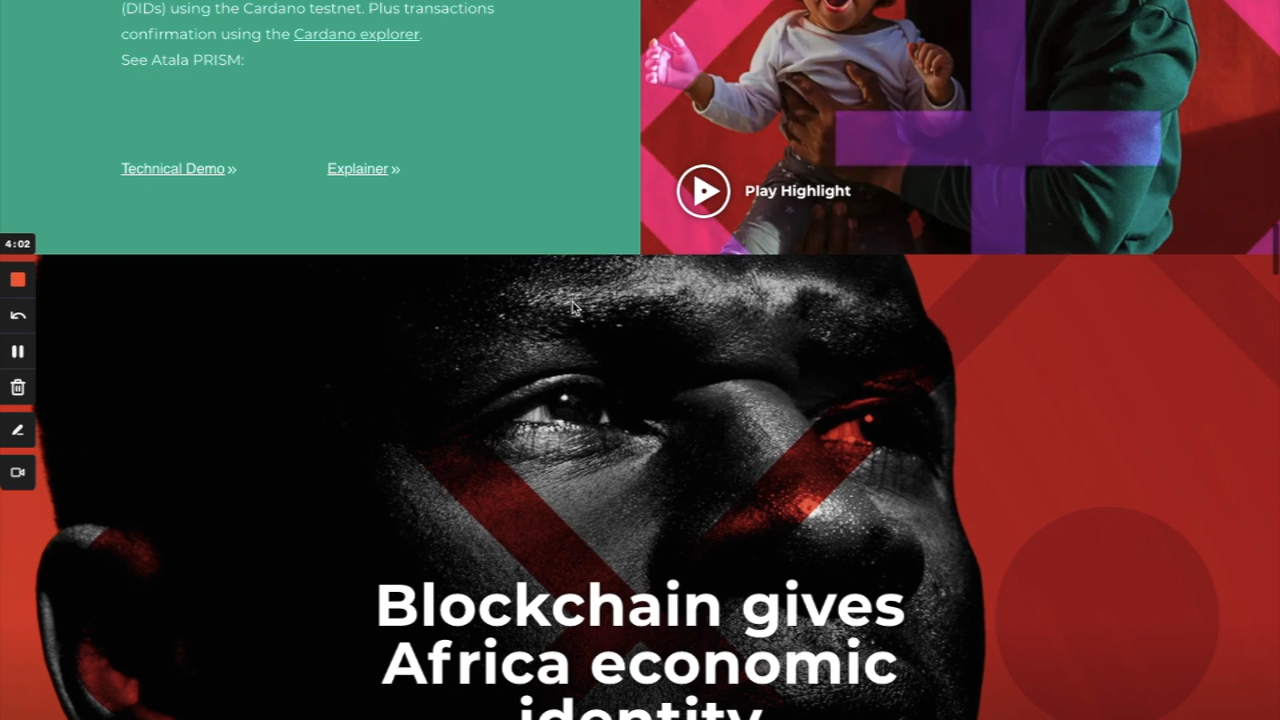 (DIDs) using the Cardano testnet. Plus transactions
confirmation using the Cardano explorer.
See Atala PRISM:
Technical Demo »
Explainer »
Play Highlight
4:02
Blockchain gives
Africa economic
identity